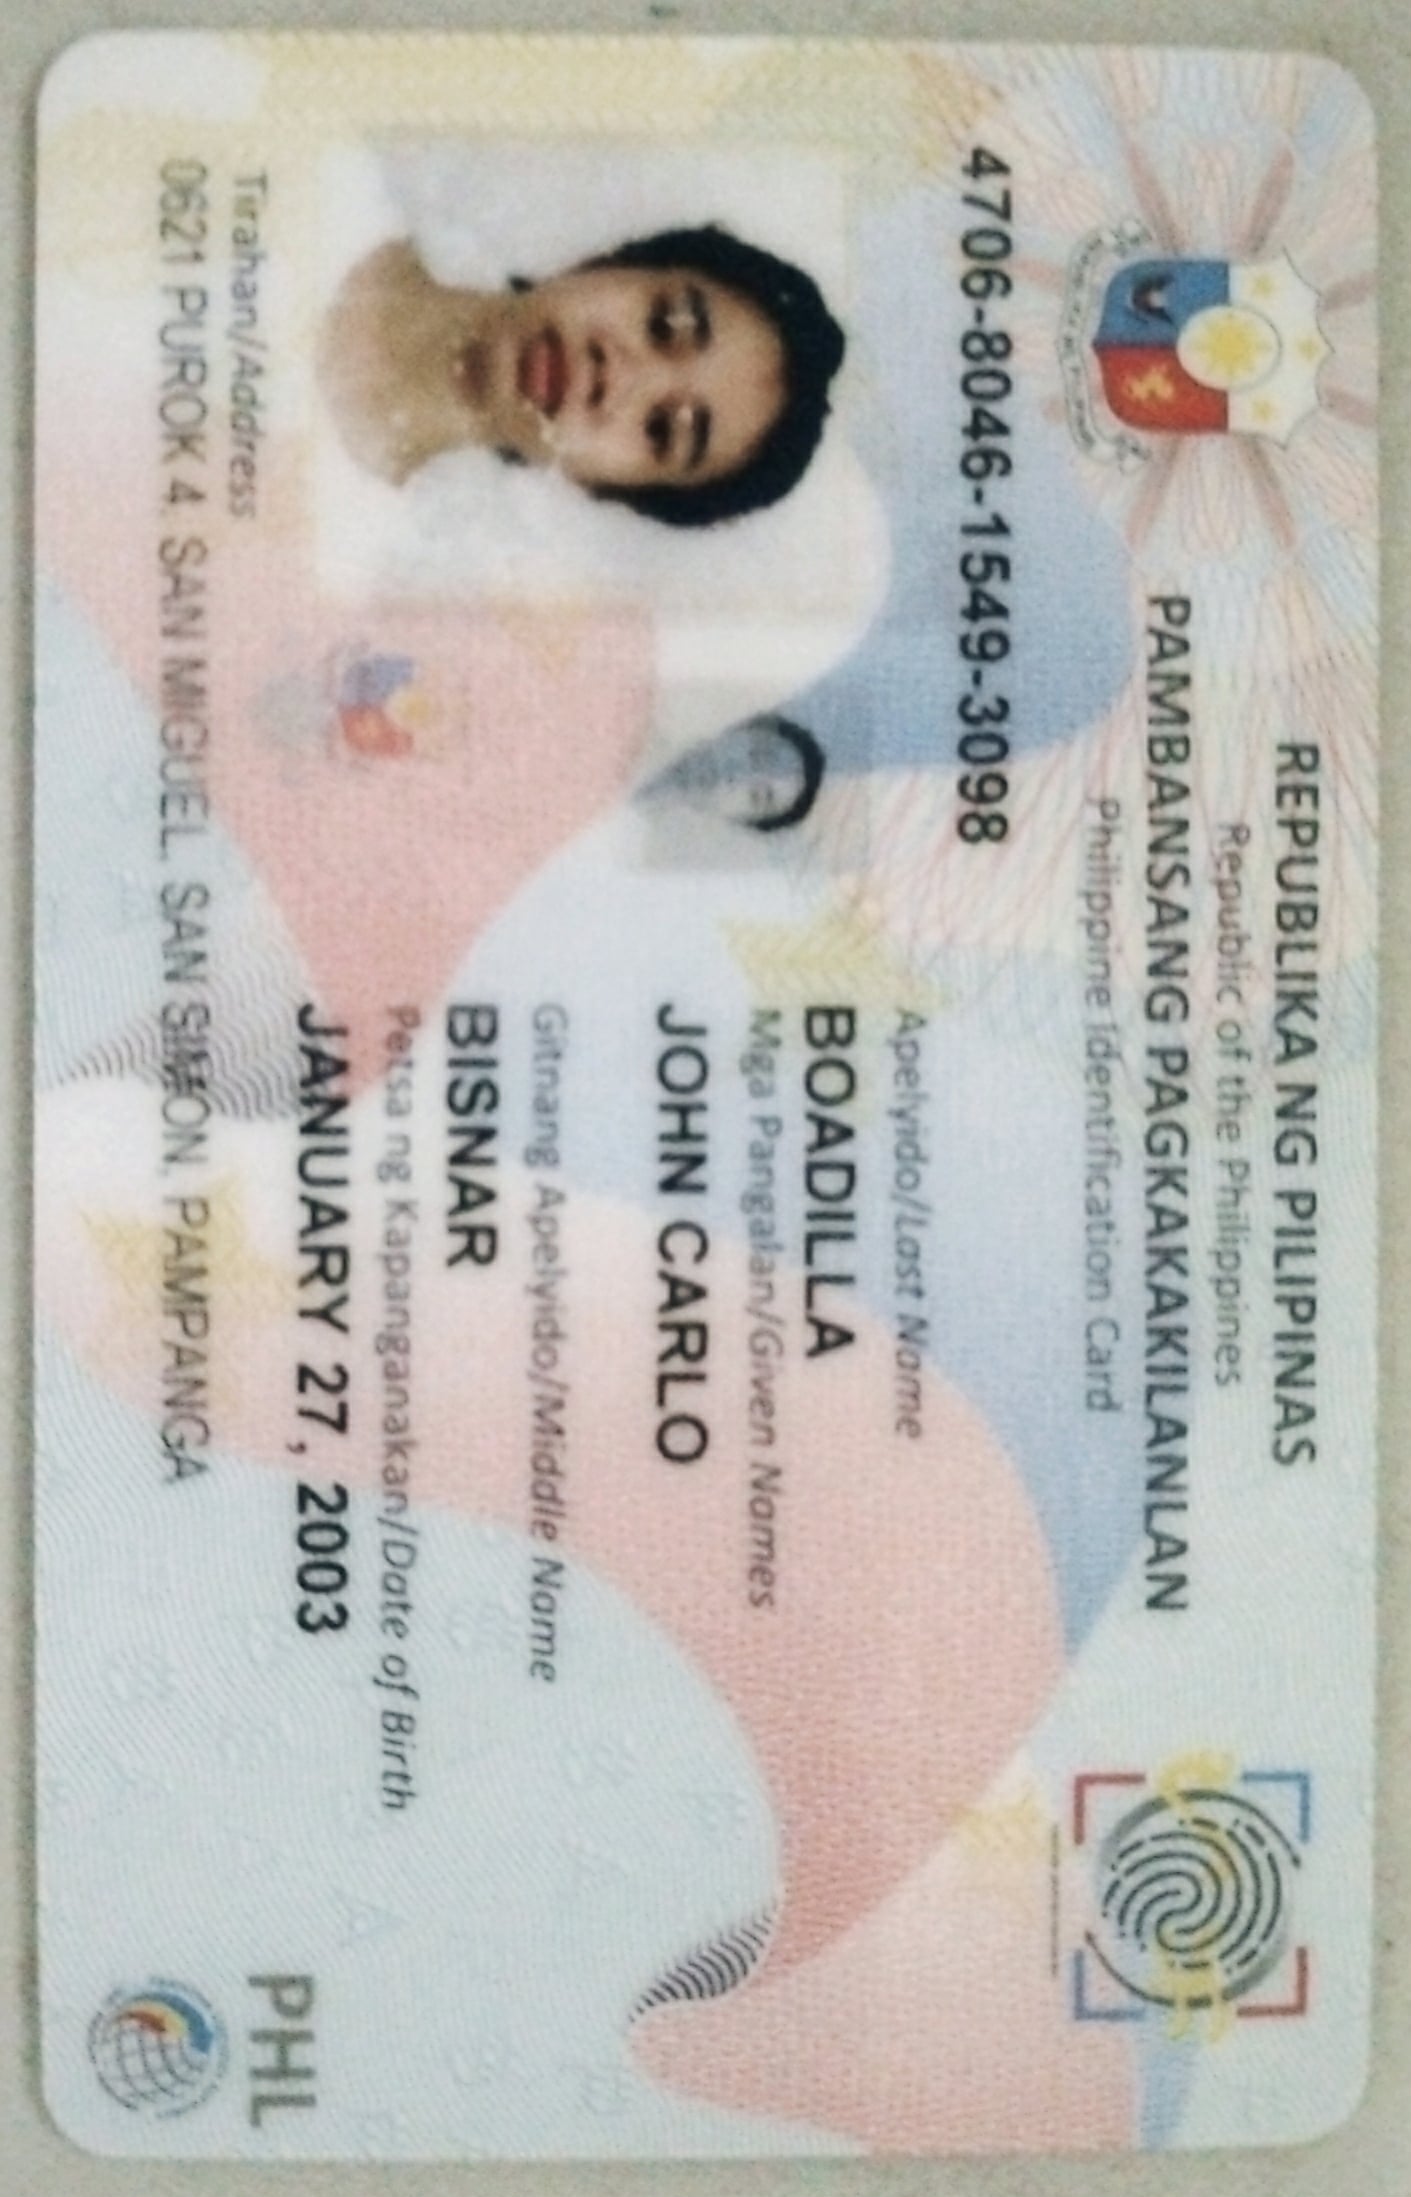 REPUBLIKA NG PILIPINAS
Republic of the Philippines
PAMBANSANG PAGKAKAKILANLAN
Philippine Identification Card
4706-8046-1549-3098
Apelyido/Last Name
BOADILLA
Mga Pangalan/Given Names
JOHN CARLO
Gitnang Apelyido/Middle Name
BISNAR
Petsa ng Kapanganakan/Date of Birth
JANUARY 27, 2003
Tirahan/Address
0621 PUROK 4, SAN MIGUEL, SAN SIMON, PAMPANGA
PHL